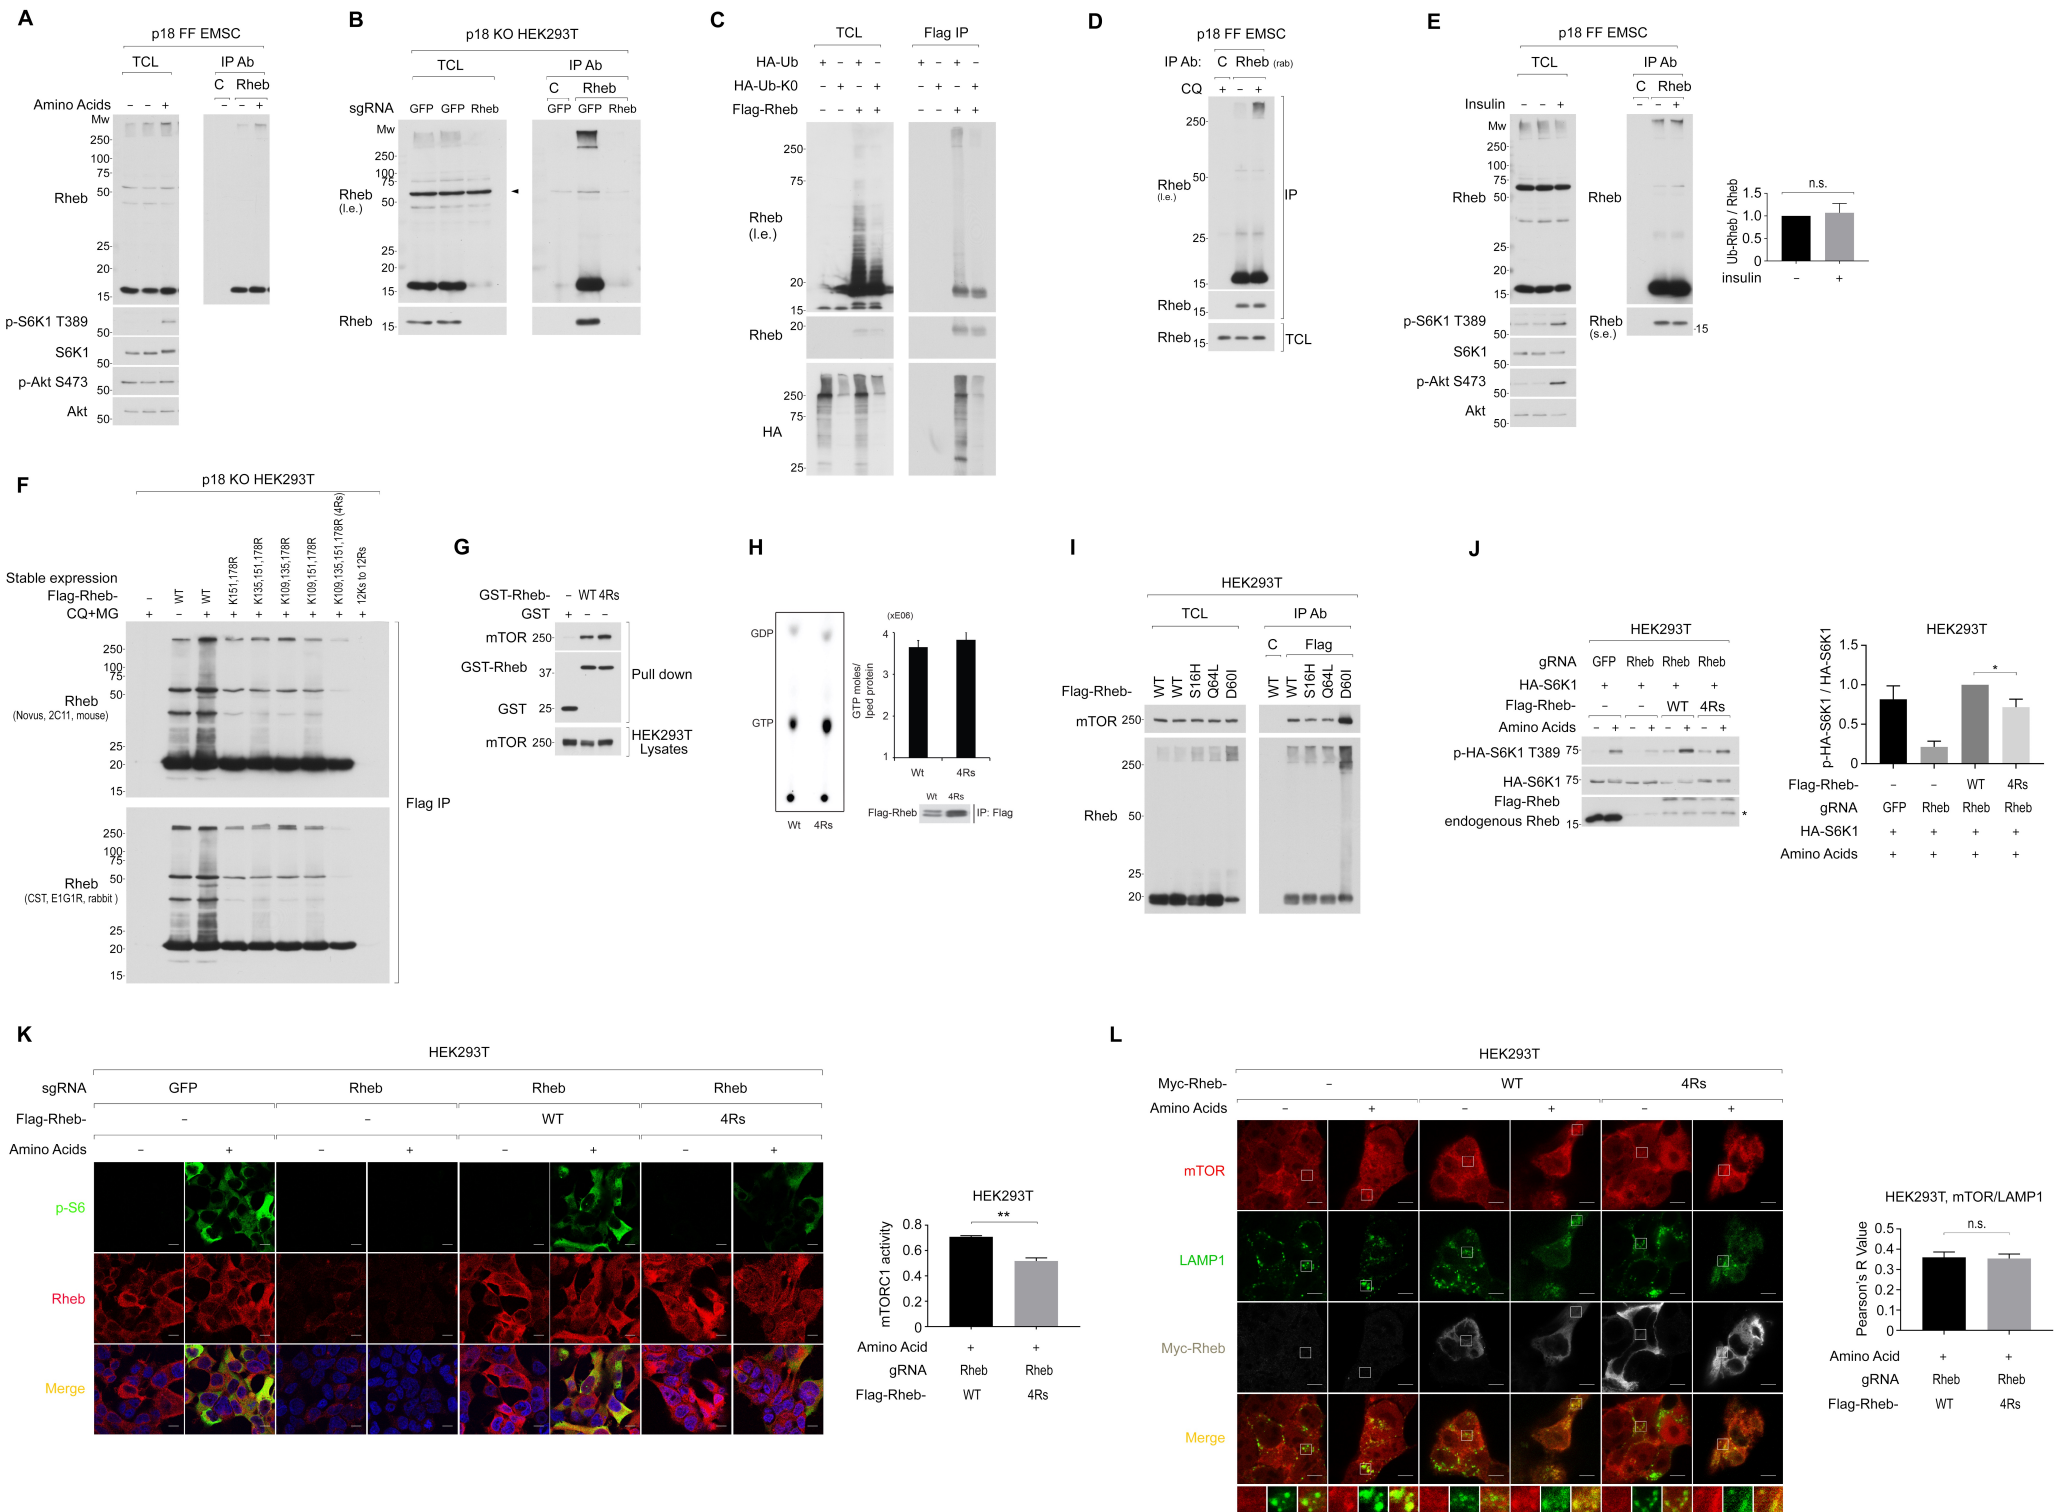 A
p18 FF EMSC
TCL
IP Ab
C Rheb
Amino Acids – – + – – +
Mw
250
100
75
50
Rheb
25
20
15
p-S6K1 T389
50
S6K1
50
p-Akt S473
50
Akt
50
B
p18 KO HEK293T
TCL
IP Ab
C Rheb
sgRNA GFP GFP Rheb GFP GFP Rheb
Mw
250
100
75
Rheb
(l.e.)
50
25
20
15
Rheb
15
C
TCL
Flag IP
HA-Ub + – + – + – + –
HA-Ub-K0 – + – + – + – +
Flag-Rheb – – + + – – + +
250
75
Rheb
(l.e.)
20
15
20
Rheb
250
75
HA
25
D
p18 FF EMSC
IP Ab: C Rheb (rab)
CQ + – +
250
50
Rheb
(l.e.)
IP
25
15
Rheb
Rheb
15
TCL
E
p18 FF EMSC
TCL
IP Ab
C Rheb
Insulin – – + – – +
Mw
250
100
75
Rheb
50
Rheb
25
20
15
p-S6K1 T389
50
Rheb
(s.e.)
15
S6K1
50
p-Akt S473
50
Akt
50
Ub-Rheb / Rheb
1.5
1.0
0.5
0
n.s.
insulin – +
F
p18 KO HEK293T
Stable expression
Flag-Rheb-
– WT WT K151,178R K135,151,178R K109,135,178R K109,151,178R K109,135,151,178R (4Rs) 12Ks to 12Rs
CQ+MG + – + + + + + + +
250
100
75
50
Rheb
(Novus, 2C11, mouse)
25
20
15
Flag IP
250
100
75
50
Rheb
(CST, E1G1R, rabbit )
25
20
15
G
GST-Rheb- – WT 4Rs
GST + – –
mTOR 250
GST-Rheb
37
Pull down
GST 25
mTOR 250
HEK293T
Lysates
H
GDP
GTP
Wt 4Rs
(xE06)
4
3
2
1
GTP moles/
Iped protein
Wt 4Rs
Wt 4Rs
Flag-Rheb
IP: Flag
I
HEK293T
TCL
IP Ab
C Flag
Flag-Rheb- WT WT S16H Q64L D60I WT WT S16H Q64L D60I
mTOR 250
250
Rheb 50
25
20
J
HEK293T
gRNA GFP Rheb Rheb Rheb
HA-S6K1 + + + +
Flag-Rheb- – – WT 4Rs
Amino Acids – + – + – + – +
p-HA-S6K1 T389 75
HA-S6K1 75
Flag-Rheb
endogenous Rheb 15
*
HEK293T
p-HA-S6K1 / HA-S6K1
1.5
1.0
0.5
0
*
Flag-Rheb- – – WT 4Rs
gRNA GFP Rheb Rheb Rheb
HA-S6K1 + + + +
Amino Acids + + + +
K
HEK293T
sgRNA GFP Rheb Rheb Rheb
Flag-Rheb- – – WT 4Rs
Amino Acids – + – + – + – +
p-S6
Rheb
Merge
HEK293T
mTORC1 activity
0.8
0.6
0.4
0.2
0
**
Amino Acid + +
gRNA Rheb Rheb
Flag-Rheb- WT 4Rs
L
HEK293T
Myc-Rheb- – WT 4Rs
Amino Acids – + – + – +
mTOR
LAMP1
Myc-Rheb
Merge
HEK293T, mTOR/LAMP1
Pearson's R Value
0.5
0.4
0.3
0.2
0.1
0
n.s.
Amino Acid + +
gRNA Rheb Rheb
Flag-Rheb- WT 4Rs